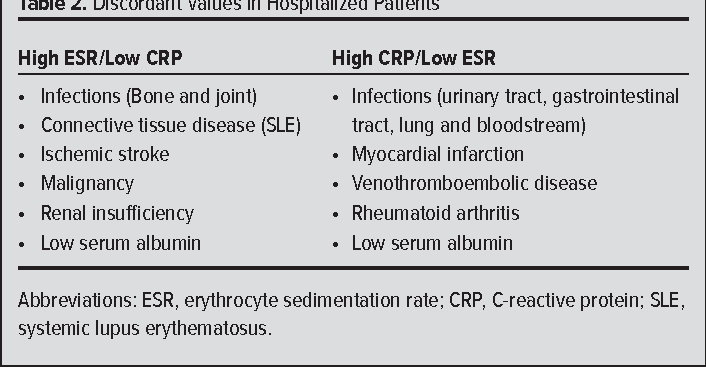 Table 2. Discordant Values in Hospitalized Patients
High ESR/Low CRP
• Infections (Bone and joint)
• Connective tissue disease (SLE)
• Ischemic stroke
• Malignancy
• Renal insufficiency
• Low serum albumin
High CRP/Low ESR
• Infections (urinary tract, gastrointestinal
tract, lung and bloodstream)
• Myocardial infarction
• Venothromboembolic disease
• Rheumatoid arthritis
• Low serum albumin
Abbreviations: ESR, erythrocyte sedimentation rate; CRP, C-reactive protein; SLE,
systemic lupus erythematosus.